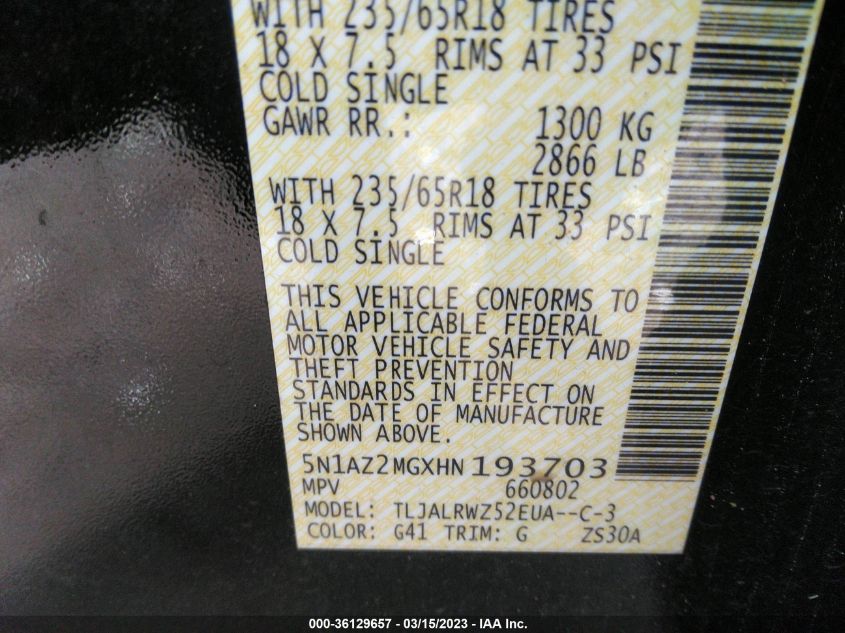 WITH 235/65R18 TIRES
18 X 7.5 RIMS AT 33 PSI
COLD SINGLE
GAWR RR.: 1300 KG
2866 LB
WITH 235/65R18 TIRES
18 X 7.5 RIMS AT 33 PSI
COLD SINGLE
THIS VEHICLE CONFORMS TO
ALL APPLICABLE FEDERAL
MOTOR VEHICLE SAFETY AND
THEFT PREVENTION
STANDARDS IN EFFECT ON
THE DATE OF MANUFACTURE
SHOWN ABOVE.
5N1AZ2MGXHN193703
MPV 660802
MODEL: TLJALRWZ52EUA--C-3
COLOR: G41 TRIM: G ZS30A
000-36129657 - 03/15/2023 - IAA Inc.